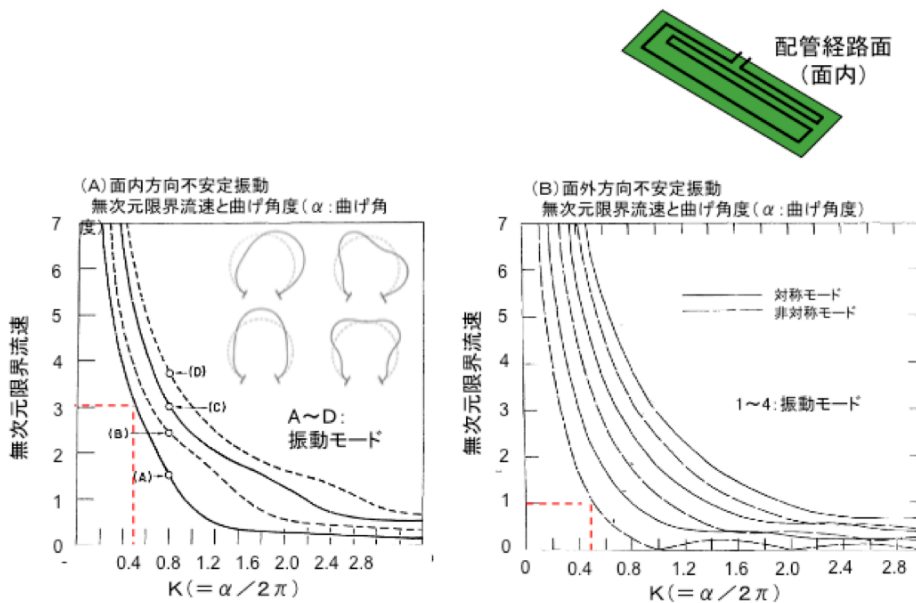 配管経路面
(面内)
(A)面内方向不安定振動
無次元限界流速と曲げ角度(α:曲げ角
度)
7
6
5
4
3
2
1
0
無次元限界流速
(D)
(C)
(B)
(A)
A~D:
振動モード
-
0.4
0.8
1.2
1.6
2.0
2.4
2.8
K(=α/2π)
(B)面外方向不安定振動
無次元限界流速と曲げ角度(α:曲げ角度)
7
6
5
4
3
2
1
0
無次元限界流速
対称モード
非対称モード
1~4:振動モード
0
0.4
0.8
1.2
1.6
2.0
2.4
2.8
K(=α/2π)